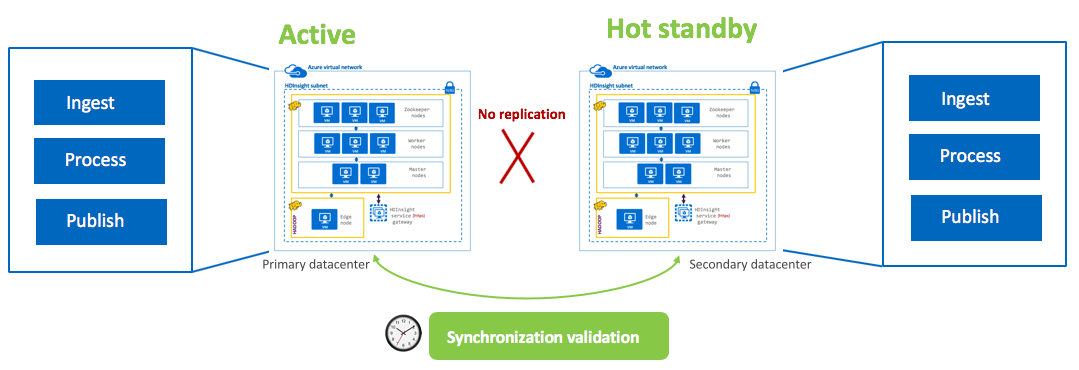 Active
Hot standby
Ingest
Process
Publish
Azure virtual network
HDInsight subnet
Zookeeper
nodes
VM
VM
VM
Worker
nodes
VM
VM
VM
Master
nodes
VM
VM
HADOOP
Edge
node
VM
HDInsight
service (https)
gateway
Primary datacenter
No replication
Azure virtual network
HDInsight subnet
Zookeeper
nodes
VM
VM
VM
Worker
nodes
VM
VM
VM
Master
nodes
VM
VM
HADOOP
Edge
node
VM
HDInsight
service (https)
gateway
Secondary datacenter
Ingest
Process
Publish
Synchronization validation